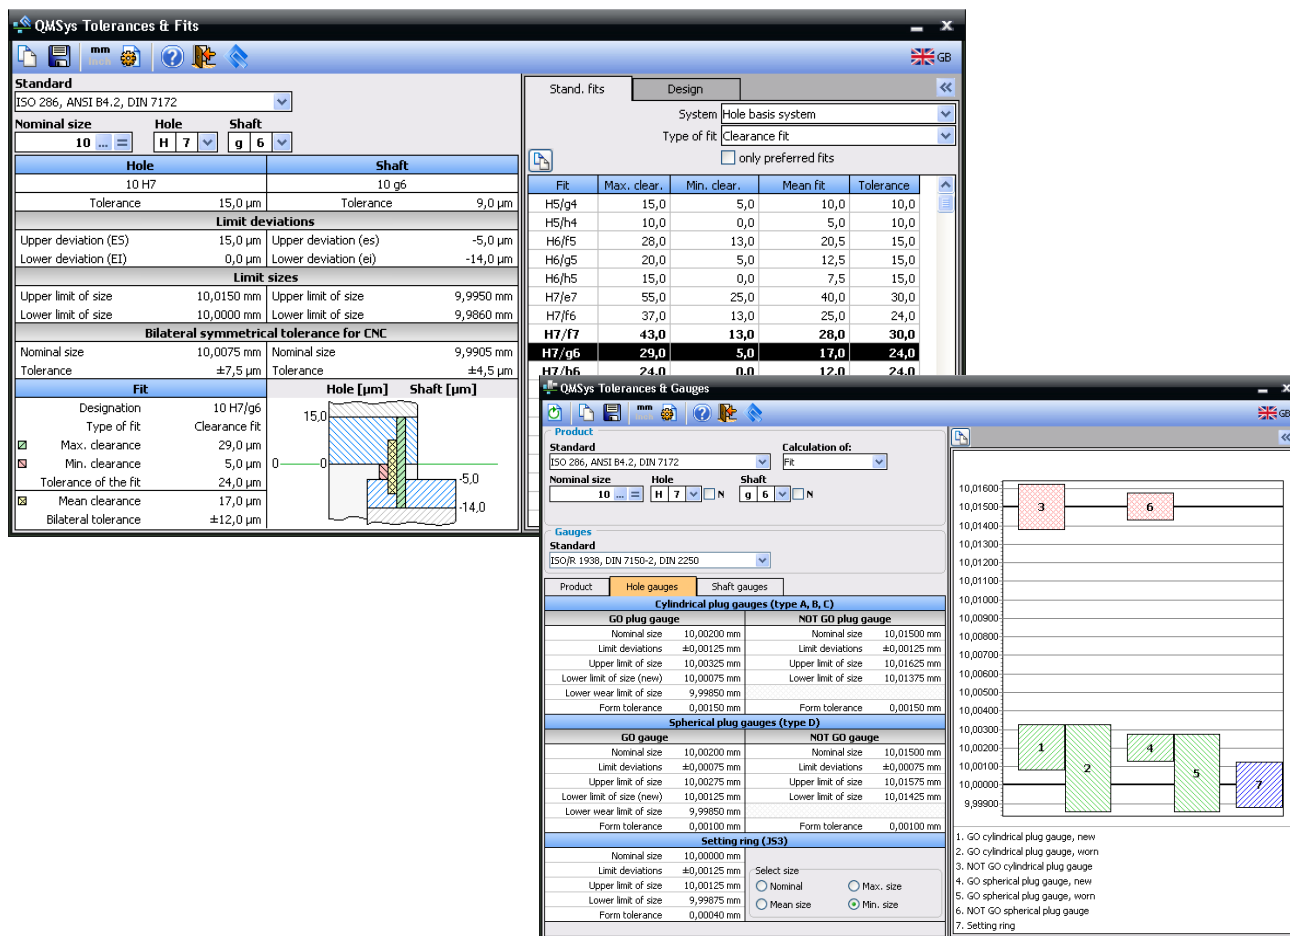 QMSys Tolerances & Fits
mm
GB
Standard
ISO 286, ANSI B4.2, DIN 7172
Nominal size Hole Shaft
10 ... = H 7 g 6
Hole Shaft
10 H7 10 g6
Tolerance 15,0 µm Tolerance 9,0 µm
Limit deviations
Upper deviation (ES) 15,0 µm Upper deviation (es) -5,0 µm
Lower deviation (EI) 0,0 µm Lower deviation (ei) -14,0 µm
Limit sizes
Upper limit of size 10,0150 mm Upper limit of size 9,9950 mm
Lower limit of size 10,0000 mm Lower limit of size 9,9860 mm
Bilateral symmetrical tolerance for CNC
Nominal size 10,0075 mm Nominal size 9,9905 mm
Tolerance ±7,5 µm Tolerance ±4,5 µm
Fit
Designation 10 H7/g6
Type of fit Clearance fit
Max. clearance 29,0 µm
Min. clearance 5,0 µm
Tolerance of the fit 24,0 µm
Mean clearance 17,0 µm
Bilateral tolerance ±12,0 µm
Hole [µm] Shaft [µm]
15,0
0 0
-5,0
-14,0
Stand. fits Design
System Hole basis system
Type of fit Clearance fit
only preferred fits
Fit Max. clear. Min. clear. Mean fit Tolerance
H5/g4 15,0 5,0 10,0 10,0
H5/h4 10,0 0,0 5,0 10,0
H6/f5 28,0 13,0 20,5 15,0
H6/g5 20,0 5,0 12,5 15,0
H6/h5 15,0 0,0 7,5 15,0
H7/e7 55,0 25,0 40,0 30,0
H7/f6 37,0 13,0 25,0 24,0
H7/f7 43,0 13,0 28,0 30,0
H7/g6 29,0 5,0 17,0 24,0
H7/h6 24,0 0,0 12,0 24,0
QMSys Tolerances & Gauges
mm
GB
Product
Standard Calculation of:
ISO 286, ANSI B4.2, DIN 7172 Fit
Nominal size Hole Shaft
10 ... = H 7 N g 6 N
Gauges
Standard
ISO/R 1938, DIN 7150-2, DIN 2250
Product Hole gauges Shaft gauges
Cylindrical plug gauges (type A, B, C)
GO plug gauge NOT GO plug gauge
Nominal size 10,00200 mm Nominal size 10,01500 mm
Limit deviations ±0,00125 mm Limit deviations ±0,00125 mm
Upper limit of size 10,00325 mm Upper limit of size 10,01625 mm
Lower limit of size (new) 10,00075 mm Lower limit of size 10,01375 mm
Lower wear limit of size 9,99850 mm
Form tolerance 0,00150 mm Form tolerance 0,00150 mm
Spherical plug gauges (type D)
GO gauge NOT GO gauge
Nominal size 10,00200 mm Nominal size 10,01500 mm
Limit deviations ±0,00075 mm Limit deviations ±0,00075 mm
Upper limit of size 10,00275 mm Upper limit of size 10,01575 mm
Lower limit of size (new) 10,00125 mm Lower limit of size 10,01425 mm
Lower wear limit of size 9,99850 mm
Form tolerance 0,00100 mm Form tolerance 0,00100 mm
Setting ring (JS3)
Nominal size 10,00000 mm
Limit deviations ±0,00125 mm
Upper limit of size 10,00125 mm
Lower limit of size 9,99875 mm
Form tolerance 0,00040 mm
Select size
Nominal Max. size
Mean size Min. size
10,01600
10,01500
10,01400
10,01300
10,01200
10,01100
10,01000
10,00900
10,00800
10,00700
10,00600
10,00500
10,00400
10,00300
10,00200
10,00100
10,00000
9,99900
3 6
1 2 4 5 7
1. GO cylindrical plug gauge, new
2. GO cylindrical plug gauge, worn
3. NOT GO cylindrical plug gauge
4. GO spherical plug gauge, new
5. GO spherical plug gauge, worn
6. NOT GO spherical plug gauge
7. Setting ring